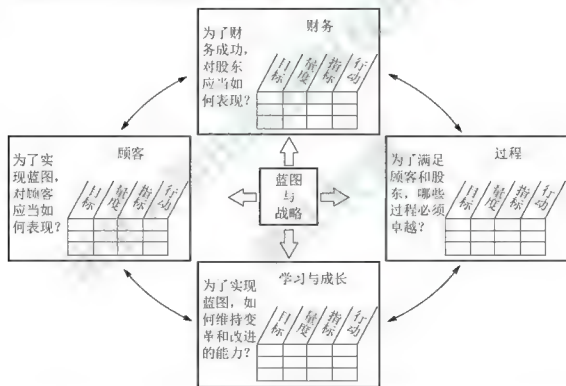 财务
为了财
务成功，
对股东
应当如
何表现？
目标 量度 指标 行动
顾客
为了实
现蓝图，
对顾客
应当如
何表现？
目标 量度 指标 行动
蓝图
与
战略
过程
为了满足
顾客和股
东，哪些
过程必须
卓越？
目标 量度 指标 行动
学习与成长
为了实现
蓝图，如
何维持变
革和改进
的能力？
目标 量度 指标 行动